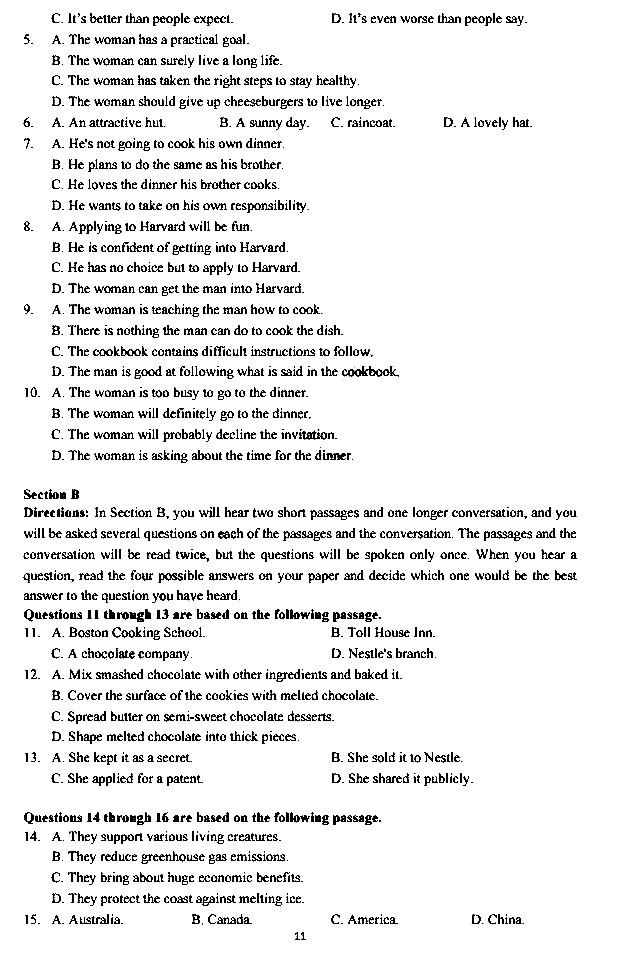 C. It's better than people expect. D. It's even worse than people say.
5. A. The woman has a practical goal.
B. The woman can surely live a long life.
C. The woman has taken the right steps to stay healthy.
D. The woman should give up cheeseburgers to live longer.
6. A. An attractive hut. B. A sunny day. C. raincoat. D. A lovely hat.
7. A. He's not going to cook his own dinner.
B. He plans to do the same as his brother.
C. He loves the dinner his brother cooks.
D. He wants to take on his own responsibility.
8. A. Applying to Harvard will be fun.
B. He is confident of getting into Harvard.
C. He has no choice but to apply to Harvard.
D. The woman can get the man into Harvard.
9. A. The woman is teaching the man how to cook.
B. There is nothing the man can do to cook the dish.
C. The cookbook contains difficult instructions to follow.
D. The man is good at following what is said in the cookbook.
10. A. The woman is too busy to go to the dinner.
B. The woman will definitely go to the dinner.
C. The woman will probably decline the invitation.
D. The woman is asking about the time for the dinner.
Section B
Directions: In Section B, you will hear two short passages and one longer conversation, and you
will be asked several questions on each of the passages and the conversation. The passages and the
conversation will be read twice, but the questions will be spoken only once. When you hear a
question, read the four possible answers on your paper and decide which one would be the best
answer to the question you have heard.
Questions 11 through 13 are based on the following passage.
11. A. Boston Cooking School. B. Toll House Inn.
C. A chocolate company. D. Nestle's branch.
12. A. Mix smashed chocolate with other ingredients and baked it.
B. Cover the surface of the cookies with melted chocolate.
C. Spread butter on semi-sweet chocolate desserts.
D. Shape melted chocolate into thick pieces.
13. A. She kept it as a secret. B. She sold it to Nestle.
C. She applied for a patent. D. She shared it publicly.
Questions 14 through 16 are based on the following passage.
14. A. They support various living creatures.
B. They reduce greenhouse gas emissions.
C. They bring about huge economic benefits.
D. They protect the coast against melting ice.
15. A. Australia. B. Canada. C. America. D. China.
11